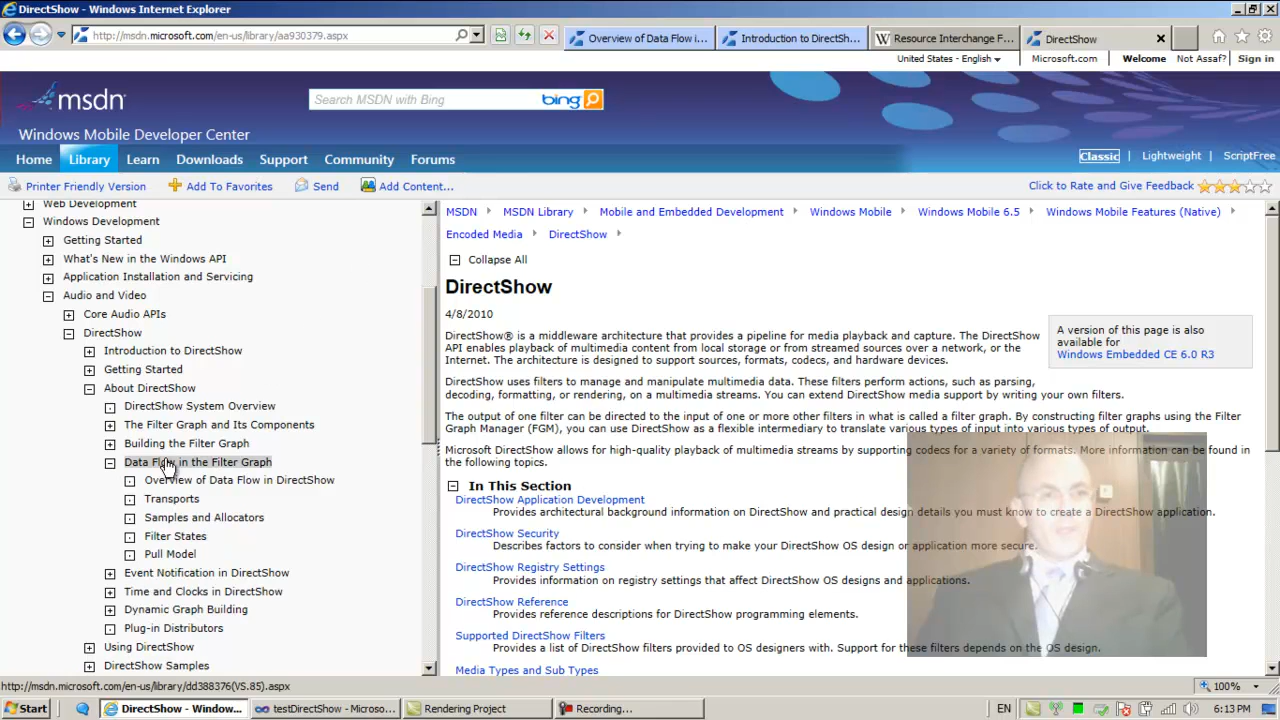 DirectShow - Windows Internet Explorer
http://msdn.microsoft.com/en-us/library/aa930379.aspx
Overview of Data Flow i...
Introduction to DirectSh...
Resource Interchange F...
DirectShow
United States - English
Microsoft.com
Welcome
Not Assaf?
Sign in
msdn
Search MSDN with Bing
bing
Windows Mobile Developer Center
Home
Library
Learn
Downloads
Support
Community
Forums
Classic | Lightweight | ScriptFree
Printer Friendly Version
Add To Favorites
Send
Add Content...
Click to Rate and Give Feedback
Web Development
Windows Development
Getting Started
What's New in the Windows API
Application Installation and Servicing
Audio and Video
Core Audio APIs
DirectShow
Introduction to DirectShow
Getting Started
About DirectShow
DirectShow System Overview
The Filter Graph and Its Components
Building the Filter Graph
Data Flow in the Filter Graph
Overview of Data Flow in DirectShow
Transports
Samples and Allocators
Filter States
Pull Model
Event Notification in DirectShow
Time and Clocks in DirectShow
Dynamic Graph Building
Plug-in Distributors
Using DirectShow
DirectShow Samples
MSDN
MSDN Library
Mobile and Embedded Development
Windows Mobile
Windows Mobile 6.5
Windows Mobile Features (Native)
Encoded Media
DirectShow
Collapse All
DirectShow
4/8/2010
DirectShow® is a middleware architecture that provides a pipeline for media playback and capture. The DirectShow
API enables playback of multimedia content from local storage or from streamed sources over a network, or the
Internet. The architecture is designed to support sources, formats, codecs, and hardware devices.
A version of this page is also
available for
Windows Embedded CE 6.0 R3
DirectShow uses filters to manage and manipulate multimedia data. These filters perform actions, such as parsing,
decoding, formatting, or rendering, on a multimedia streams. You can extend DirectShow media support by writing your own filters.
The output of one filter can be directed to the input of one or more other filters in what is called a filter graph. By constructing filter graphs using the Filter
Graph Manager (FGM), you can use DirectShow as a flexible intermediary to translate various types of input into various types of output.
Microsoft DirectShow allows for high-quality playback of multimedia streams by supporting codecs for a variety of formats. More information can be found in
the following topics.
In This Section
DirectShow Application Development
Provides architectural background information on DirectShow and practical design details you must know to create a DirectShow application.
DirectShow Security
Describes factors to consider when trying to make your DirectShow OS design or application more secure.
DirectShow Registry Settings
Provides information on registry settings that affect DirectShow OS designs and applications.
DirectShow Reference
Provides reference descriptions for DirectShow programming elements.
Supported DirectShow Filters
Provides a list of DirectShow filters provided to OS designers with. Support for these filters depends on the OS design.
Media Types and Sub Types
http://msdn.microsoft.com/en-us/library/dd388376(VS.85).aspx
100%
Start
DirectShow - Window...
testDirectShow - Micros...
Rendering Project
Recording...
EN
6:13 PM